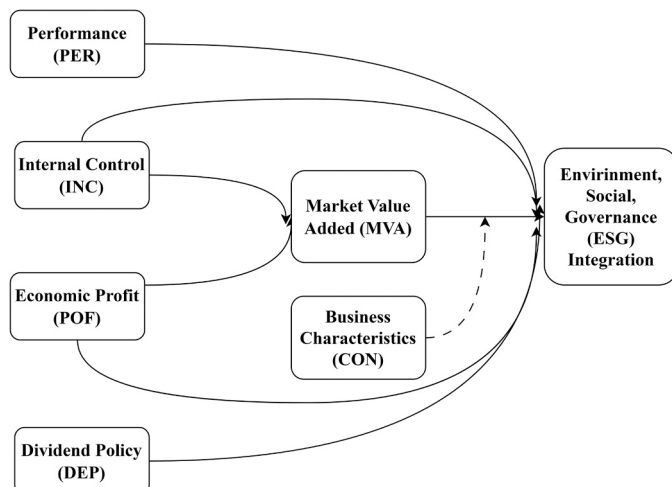 Performance
(PER)
Internal Control
(INC)
Market Value
Added (MVA)
Envirinment,
Social,
Governance
(ESG)
Integration
Economic Profit
(POF)
Business
Characteristics
(CON)
Dividend Policy
(DEP)